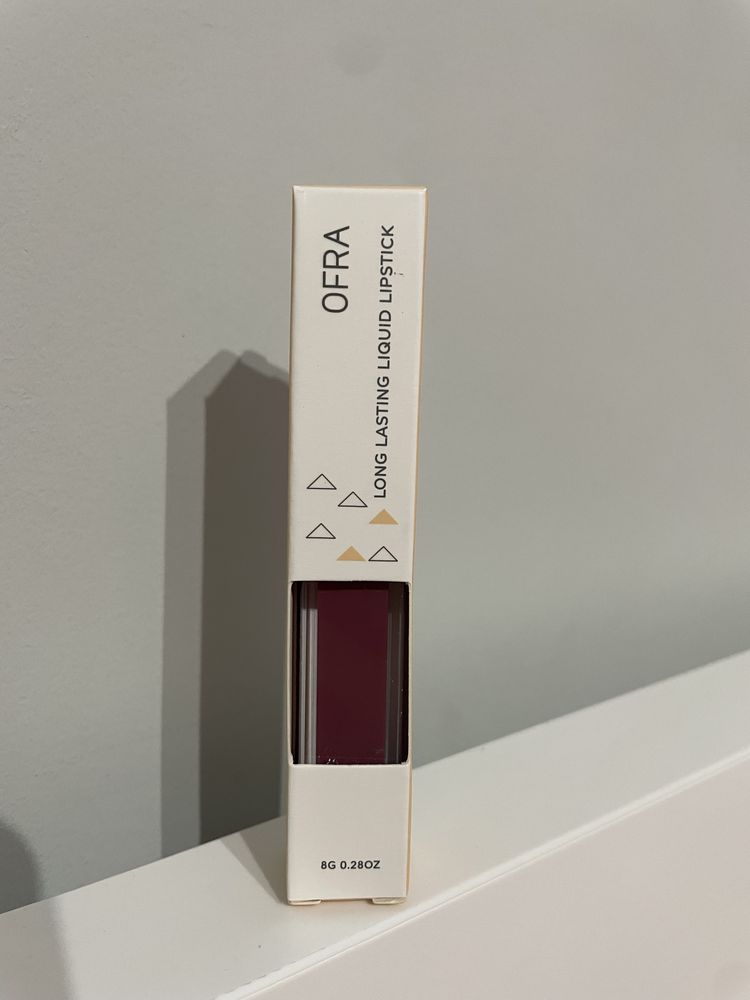 OFRA
LONG LASTING LIQUID LIPSTICK
8G 0.28OZ